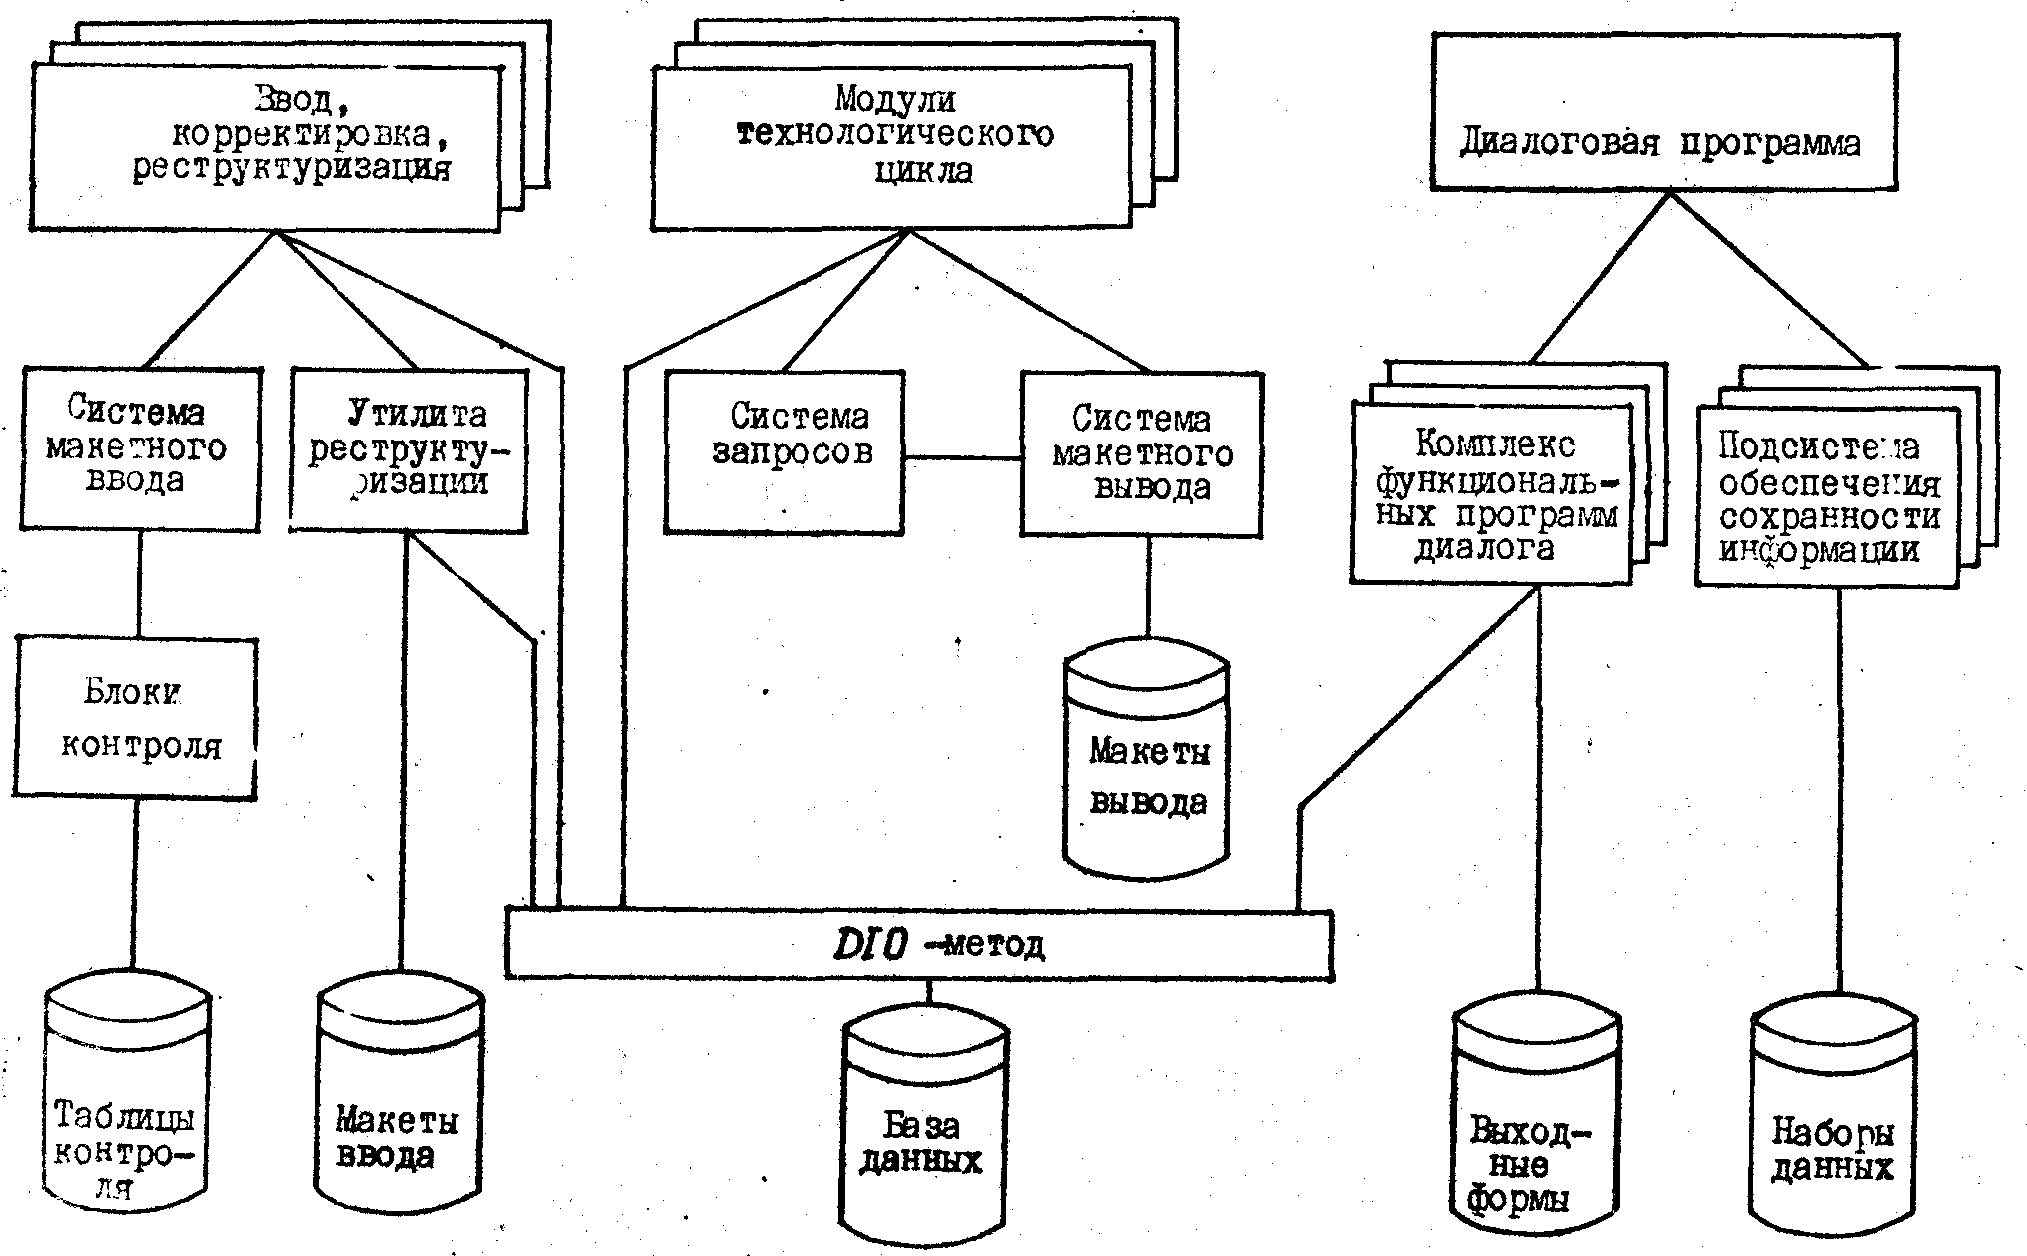 Ввод,
корректировка,
реструктуризация
Модули
технологического
цикла
Диалоговая программа
Система
макетного
ввода
Утилита
реструкту-
ризации
Система
запросов
Система
макетного
вывода
Комплекс
функциональ-
ных программ
диалога
Подсистема
обеспечения
сохранности
информации
Блоки
контроля
Макеты
вывода
DIO -метод
Таблицы
контро-
ля
Макеты
ввода
База
данных
Выход-
ные
формы
Наборы
данных